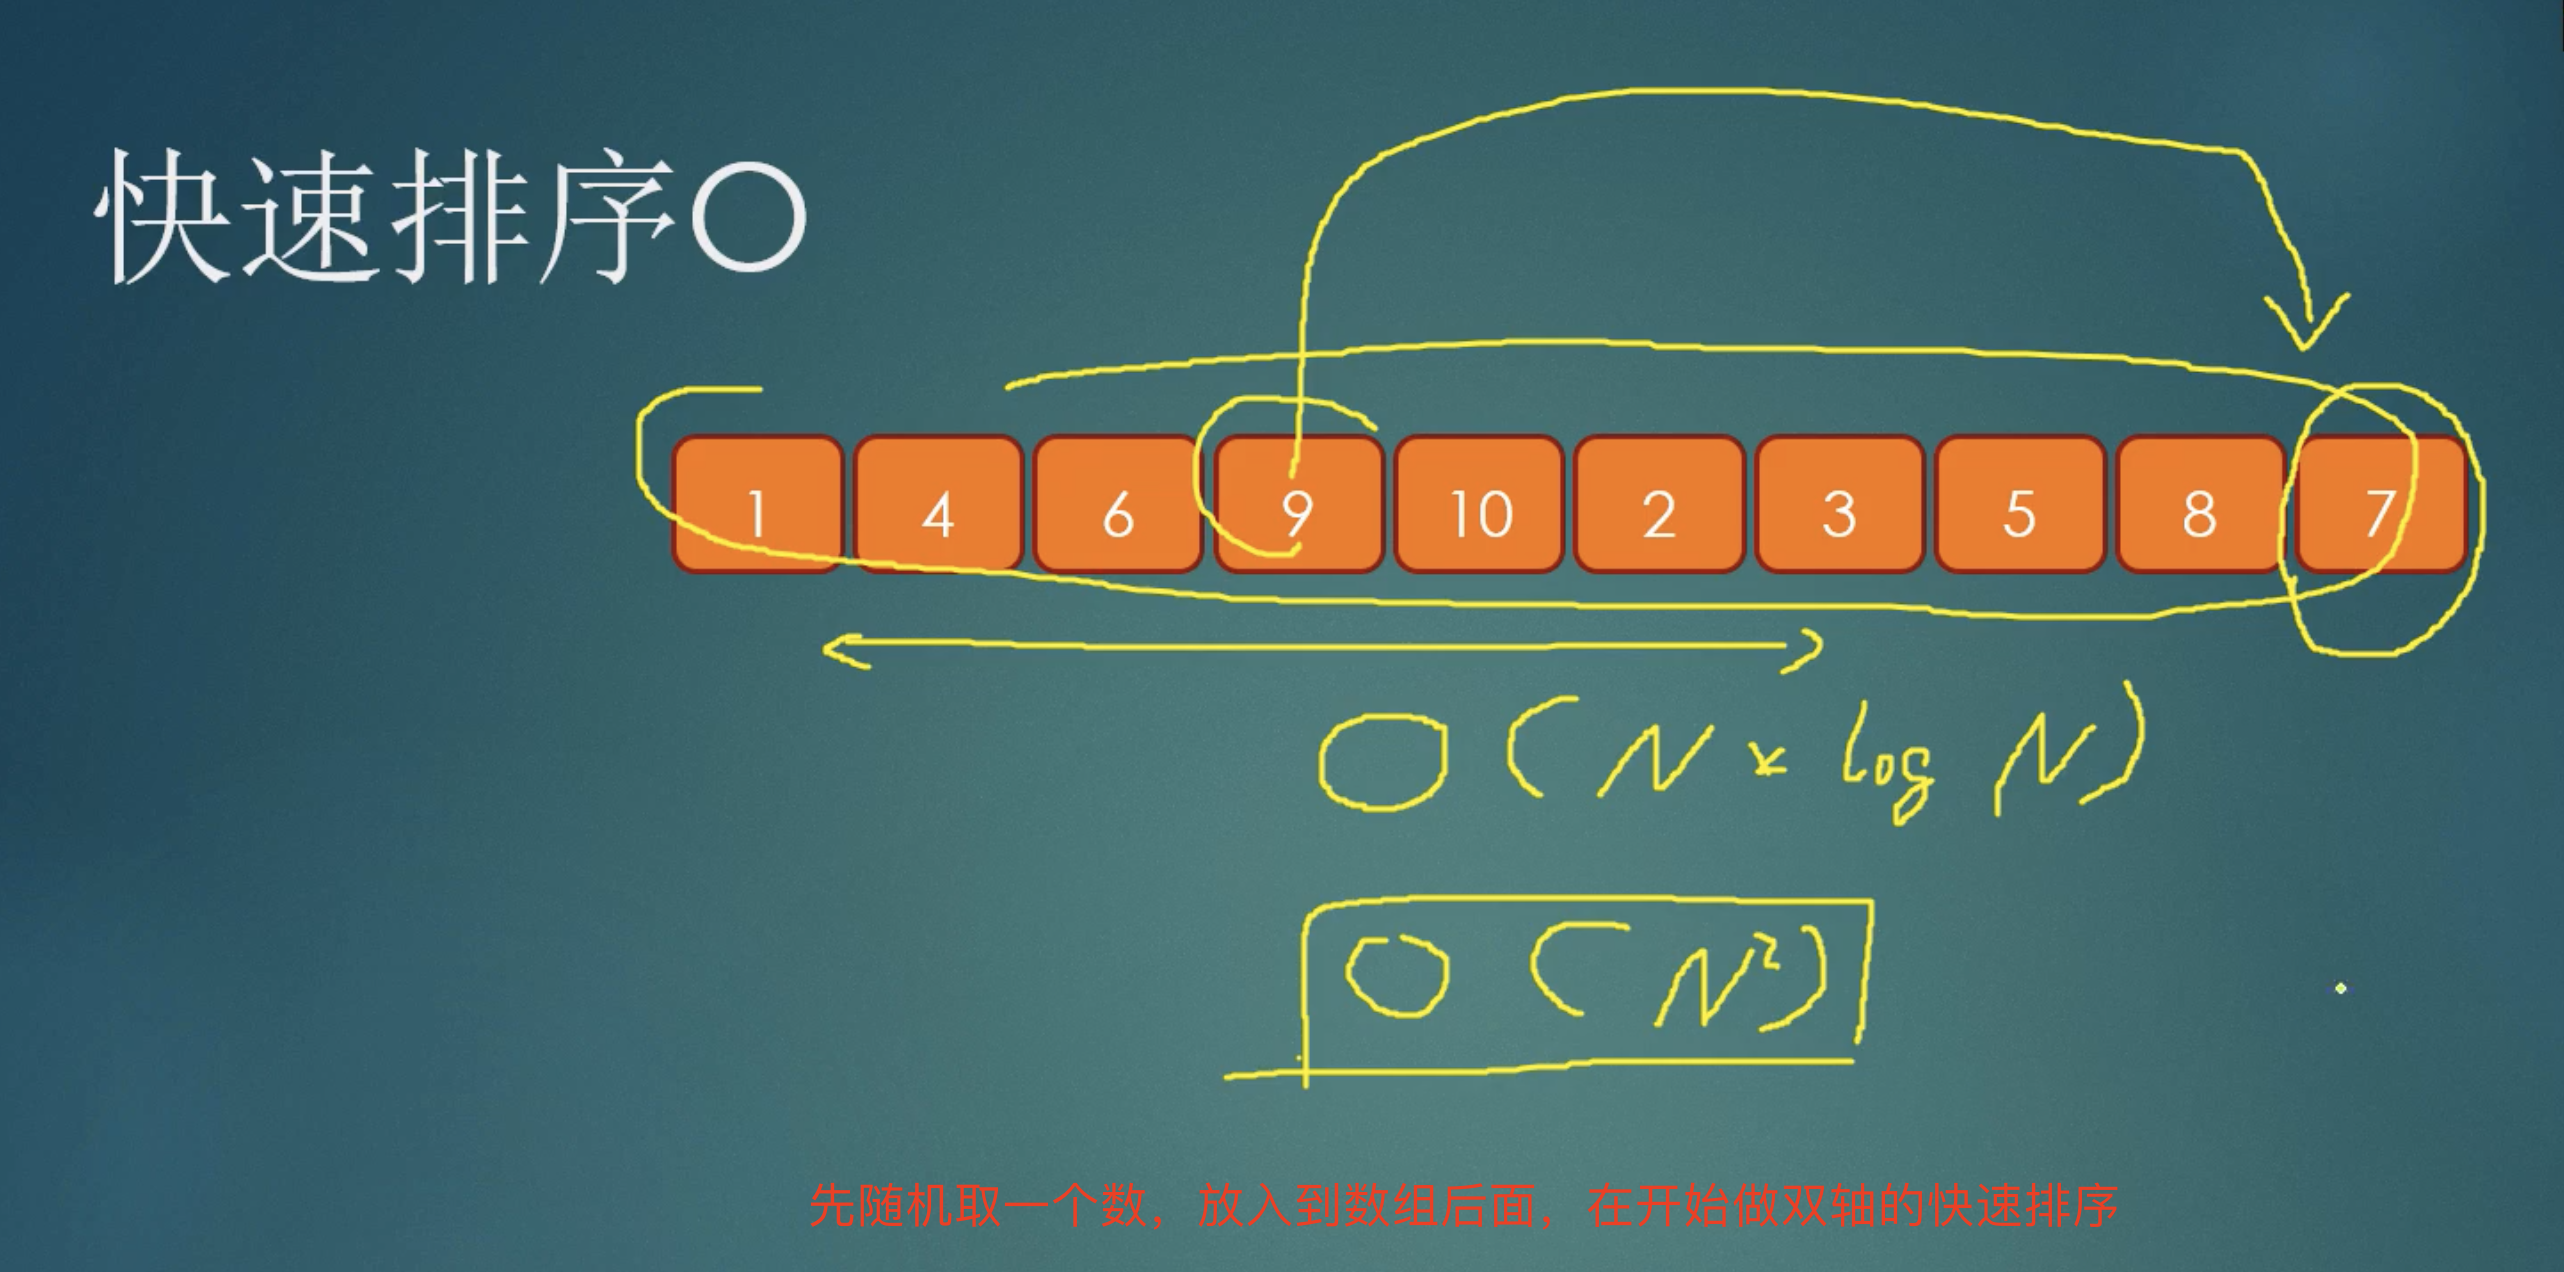 快速排序〇
1 4 6 9 10 2 3 5 8 7
O ( N × log N )
O ( N² )
先随机取一个数，放入到数组后面，在开始做双轴的快速排序